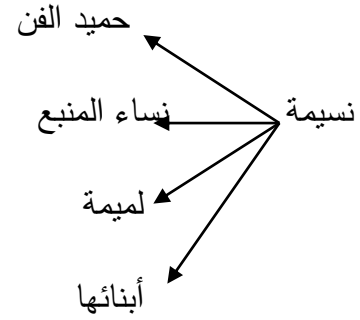 حميد الفن
نسيمة
نساء المنبع
لميمة
أبنائها